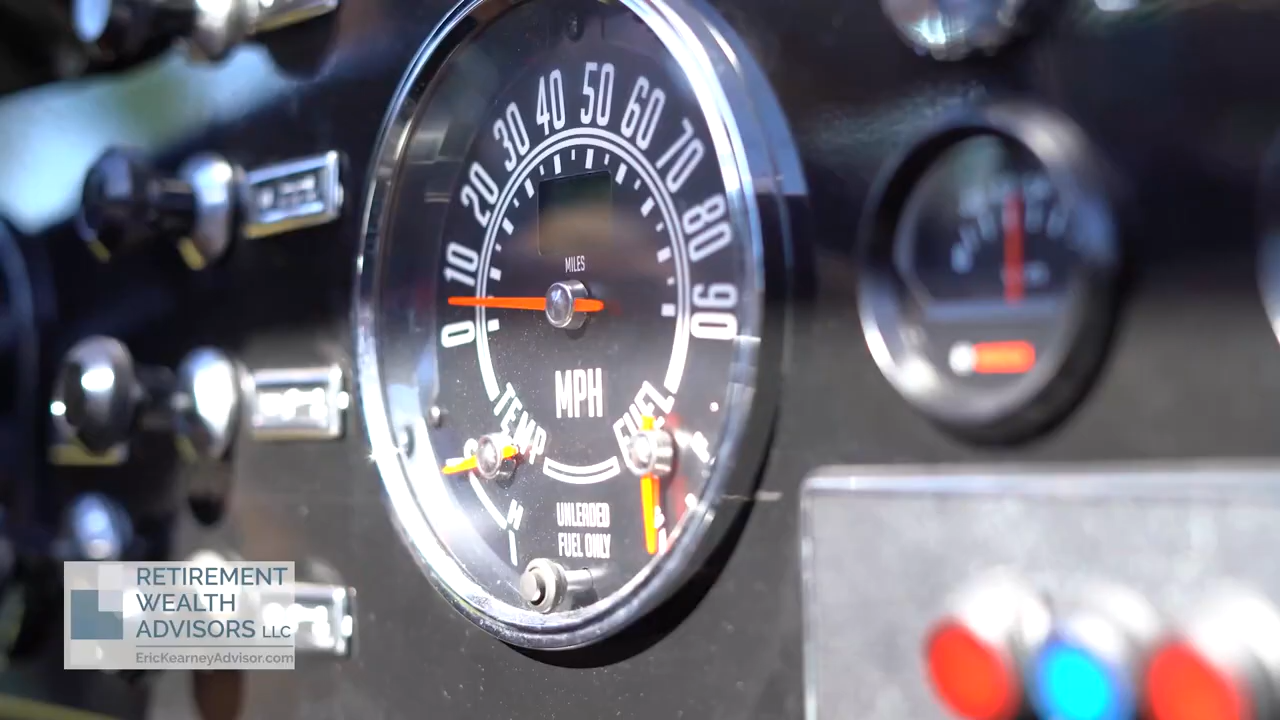 0 10 20 30 40 50 60 70 80 90
MILES
MPH
TEMP
FUEL
H
UNLEADED
FUEL ONLY
RETIREMENT
WEALTH
ADVISORS LLC
EricKearneyAdvisor.com